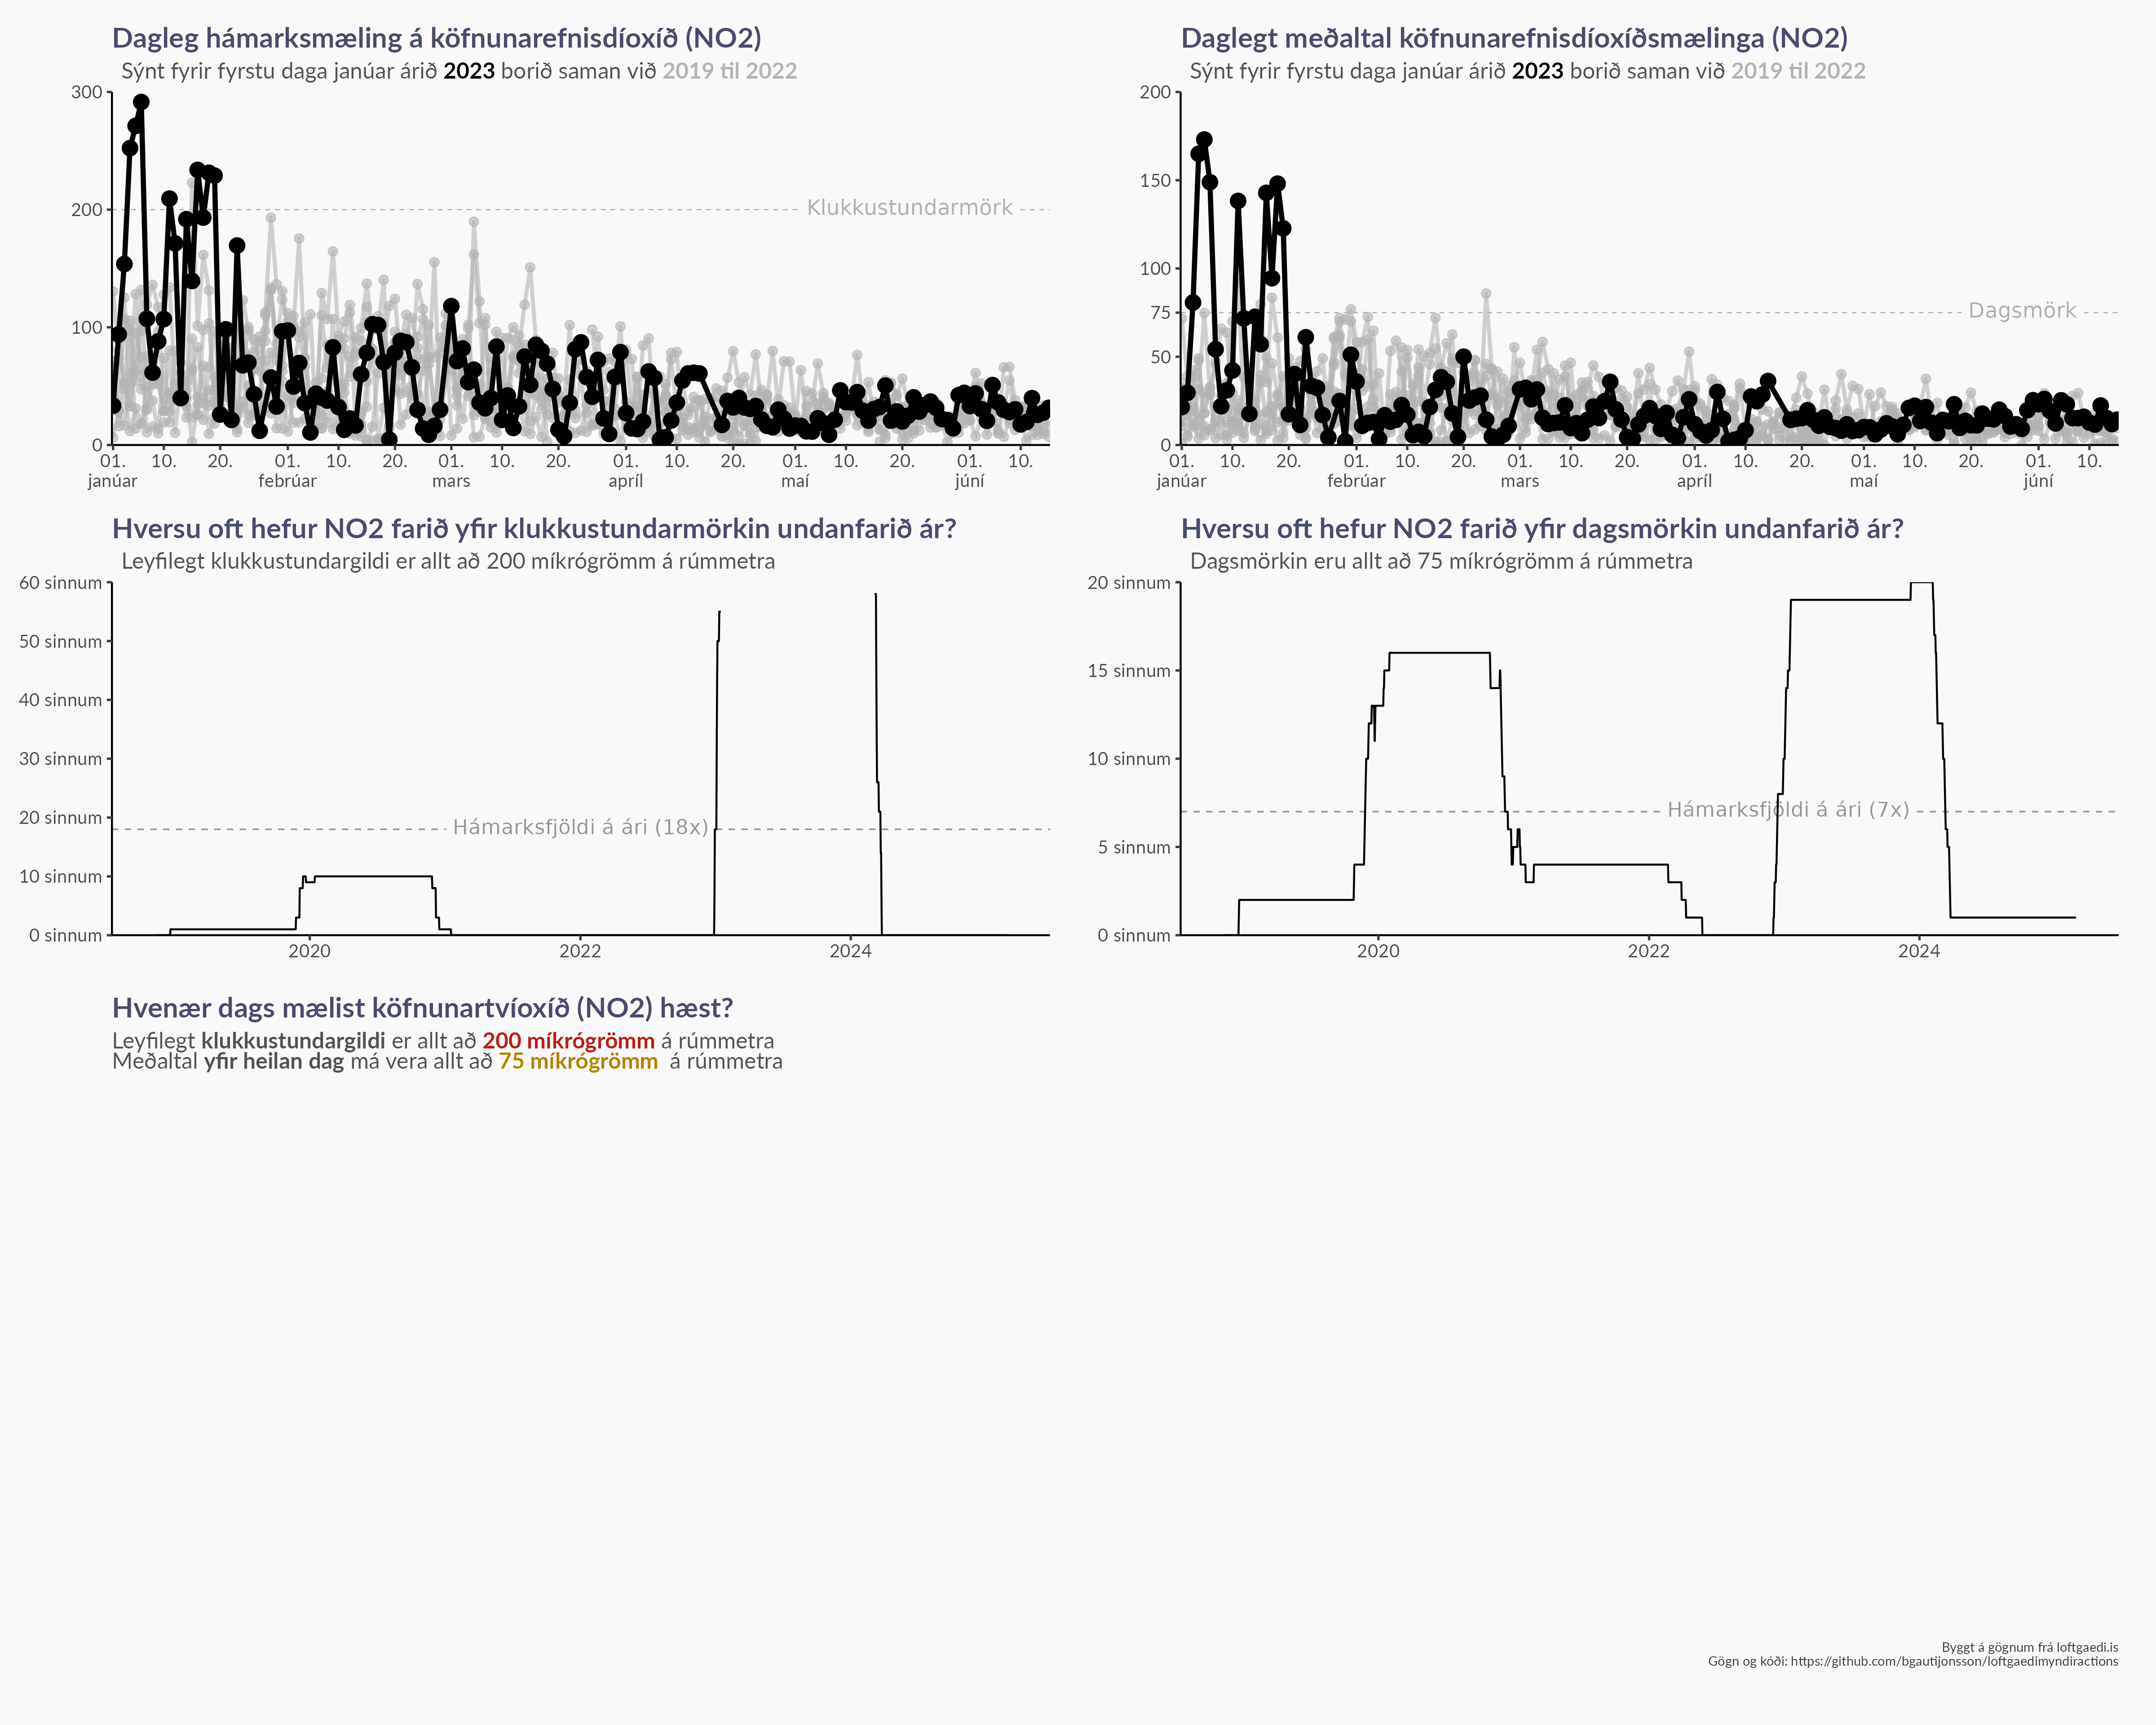 Dagleg hámarksmæling á köfnunarefnisdíoxíð (NO2)
Sýnt fyrir fyrstu daga janúar árið 2023 borið saman við 2019 til 2022
300
200
100
0
Klukkustundarmörk
01. 10. 20. 01. 10. 20. 01. 10. 20. 01. 10. 20. 01. 10. 20. 01. 10.
janúar febrúar mars apríl maí júní
Daglegt meðaltal köfnunarefnisdíoxíðsmælinga (NO2)
Sýnt fyrir fyrstu daga janúar árið 2023 borið saman við 2019 til 2022
200
150
100
75
50
0
Dagsmörk
01. 10. 20. 01. 10. 20. 01. 10. 20. 01. 10. 20. 01. 10. 20. 01. 10.
janúar febrúar mars apríl maí júní
Hversu oft hefur NO2 farið yfir klukkustundarmörkin undanfarið ár?
Leyfilegt klukkustundargildi er allt að 200 míkrógrömm á rúmmetra
60 sinnum
50 sinnum
40 sinnum
30 sinnum
20 sinnum
10 sinnum
0 sinnum
Hámarksfjöldi á ári (18x)
2020 2022 2024
Hversu oft hefur NO2 farið yfir dagsmörkin undanfarið ár?
Dagsmörkin eru allt að 75 míkrógrömm á rúmmetra
20 sinnum
15 sinnum
10 sinnum
5 sinnum
0 sinnum
Hámarksfjöldi á ári (7x)
2020 2022 2024
Hvenær dags mælist köfnunartvíoxíð (NO2) hæst?
Leyfilegt klukkustundargildi er allt að 200 míkrógrömm á rúmmetra
Meðaltal yfir heilan dag má vera allt að 75 míkrógrömm á rúmmetra
Byggt á gögnum frá loftgaedi.is
Gögn og kóði: https://github.com/bgautijonsson/loftgaedimyndiractions